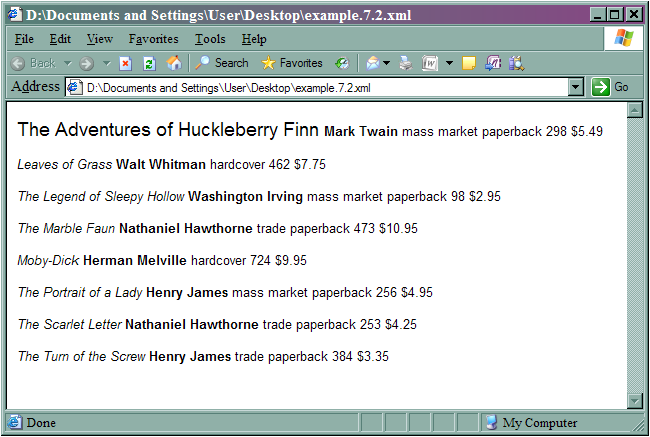 D:\Documents and Settings\User\Desktop\example.7.2.xml
File Edit View Favorites Tools Help
Back Search Favorites
Address D:\Documents and Settings\User\Desktop\example.7.2.xml Go
The Adventures of Huckleberry Finn Mark Twain mass market paperback 298 $5.49
Leaves of Grass Walt Whitman hardcover 462 $7.75
The Legend of Sleepy Hollow Washington Irving mass market paperback 98 $2.95
The Marble Faun Nathaniel Hawthorne trade paperback 473 $10.95
Moby-Dick Herman Melville hardcover 724 $9.95
The Portrait of a Lady Henry James mass market paperback 256 $4.95
The Scarlet Letter Nathaniel Hawthorne trade paperback 253 $4.25
The Turn of the Screw Henry James trade paperback 384 $3.35
Done My Computer